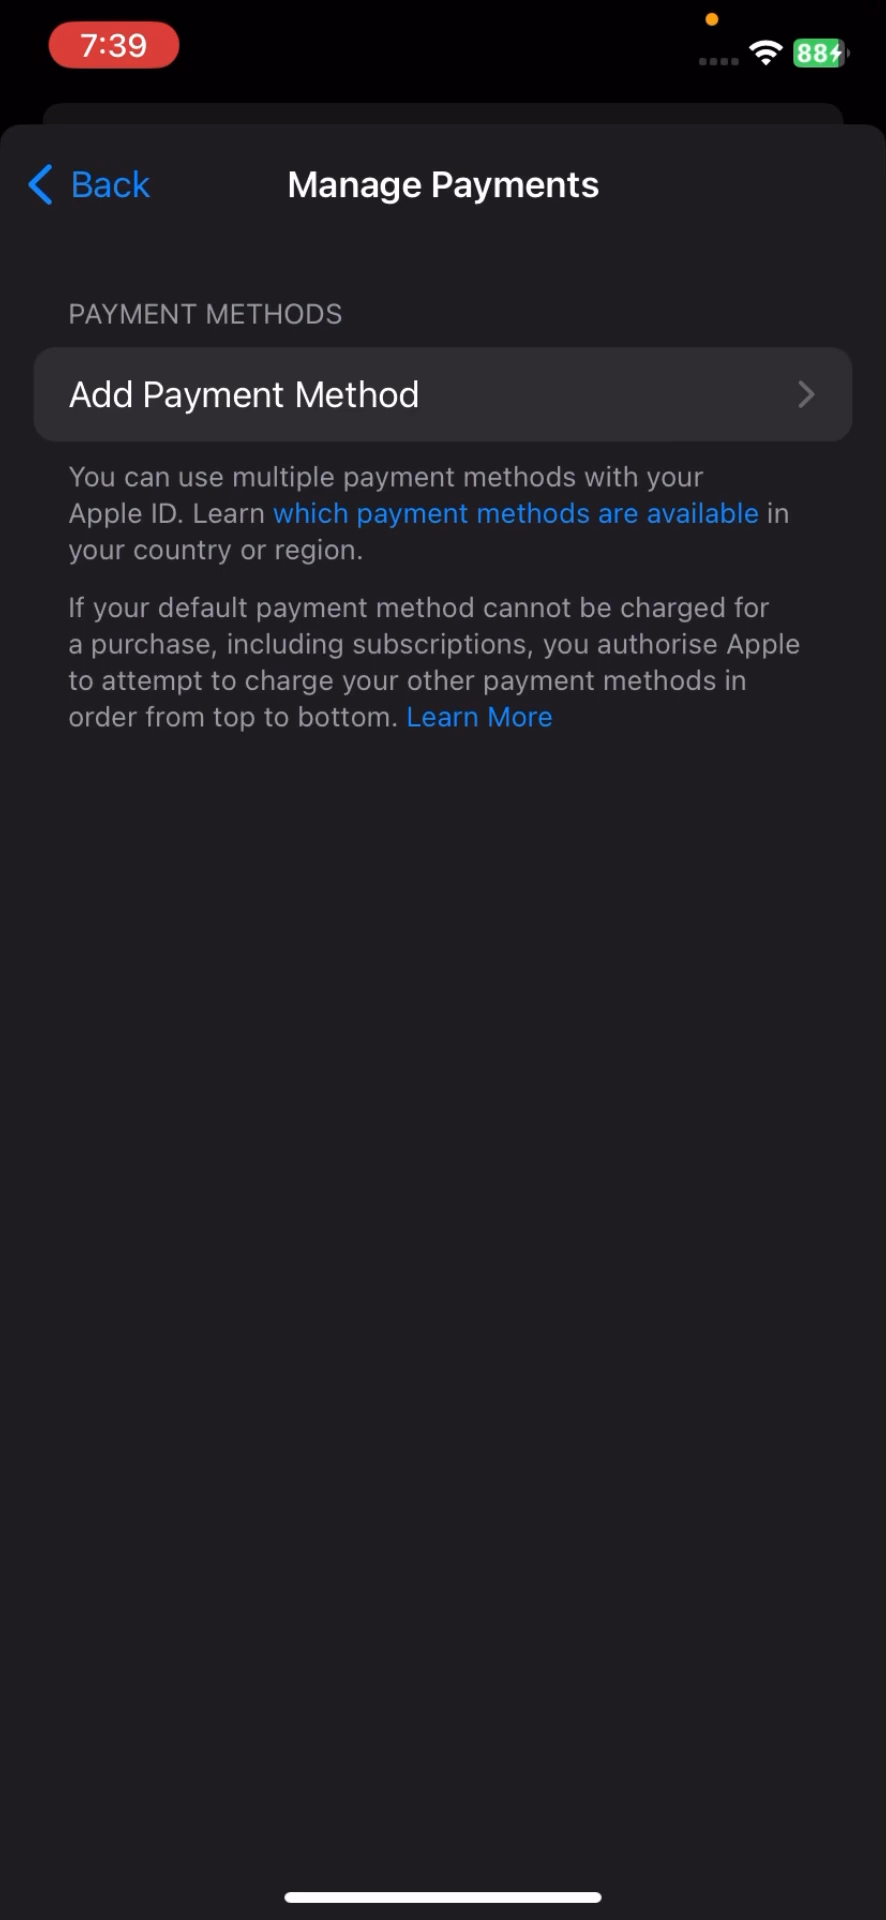 7:39
88
Back
Manage Payments
PAYMENT METHODS
Add Payment Method
You can use multiple payment methods with your
Apple ID. Learn which payment methods are available in
your country or region.
If your default payment method cannot be charged for
a purchase, including subscriptions, you authorise Apple
to attempt to charge your other payment methods in
order from top to bottom. Learn More